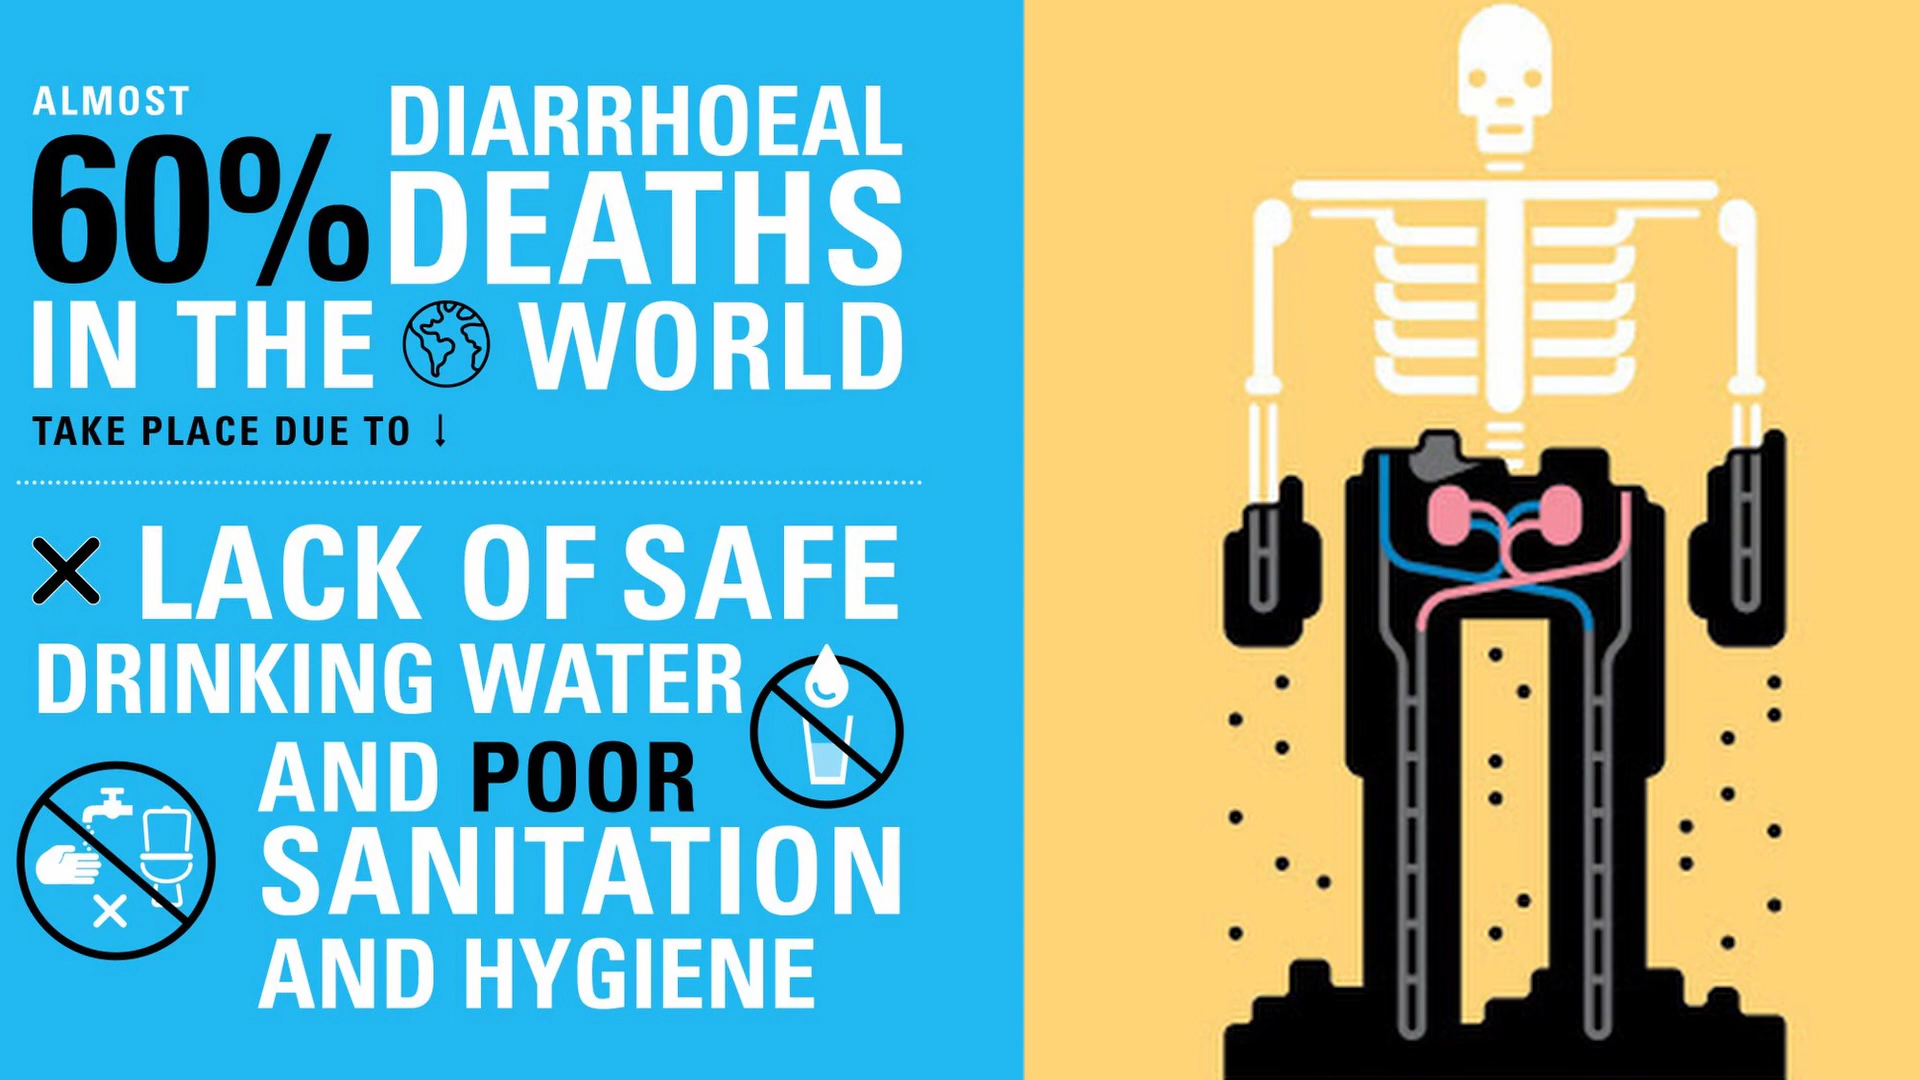 ALMOST
60% DIARRHOEAL
DEATHS
IN THE WORLD
TAKE PLACE DUE TO ↓
LACK OF SAFE
DRINKING WATER
AND POOR
SANITATION
AND HYGIENE